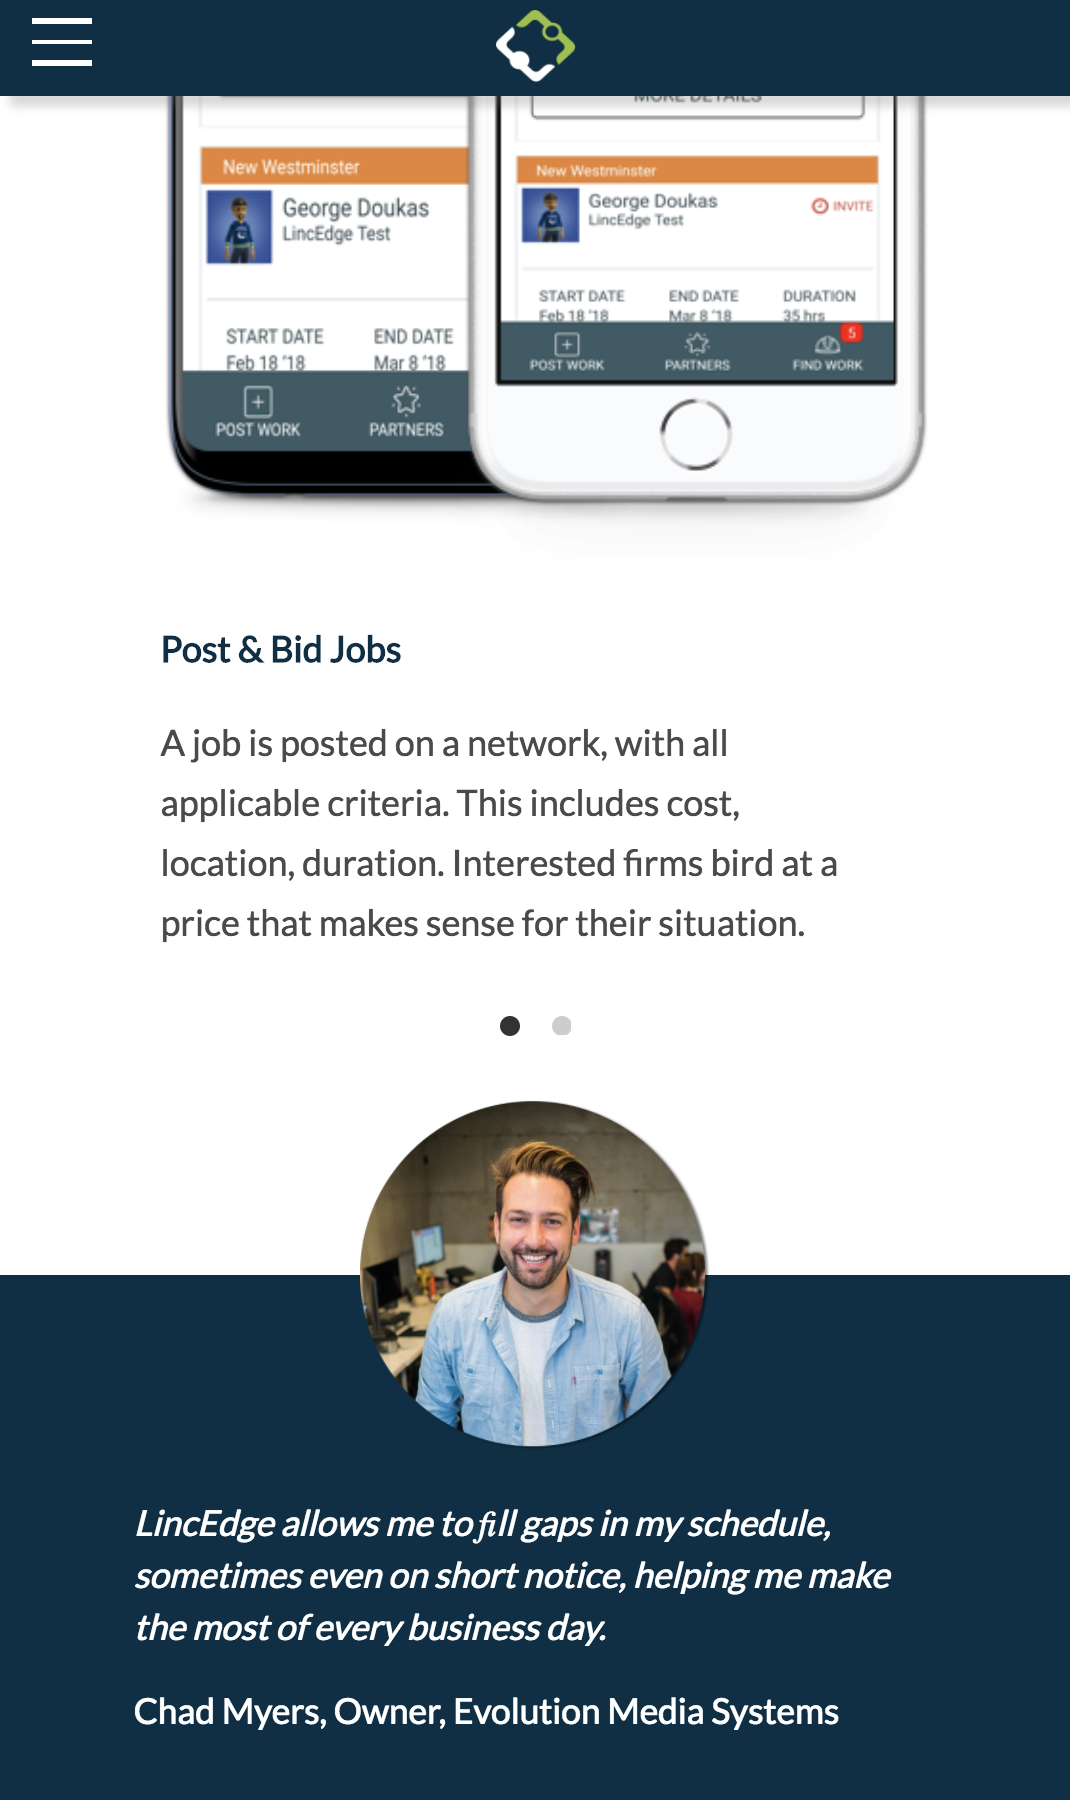 MORE DETAILS
New Westminster
George Doukas
LincEdge Test
START DATE END DATE
Feb 18 '18 Mar 8 '18
POST WORK PARTNERS
New Westminster
George Doukas
LincEdge Test
INVITE
START DATE END DATE DURATION
Feb 18 '18 Mar 8 '18 35 hrs
5
POST WORK PARTNERS FIND WORK
Post & Bid Jobs
A job is posted on a network, with all
applicable criteria. This includes cost,
location, duration. Interested firms bird at a
price that makes sense for their situation.
LincEdge allows me to fill gaps in my schedule,
sometimes even on short notice, helping me make
the most of every business day.
Chad Myers, Owner, Evolution Media Systems